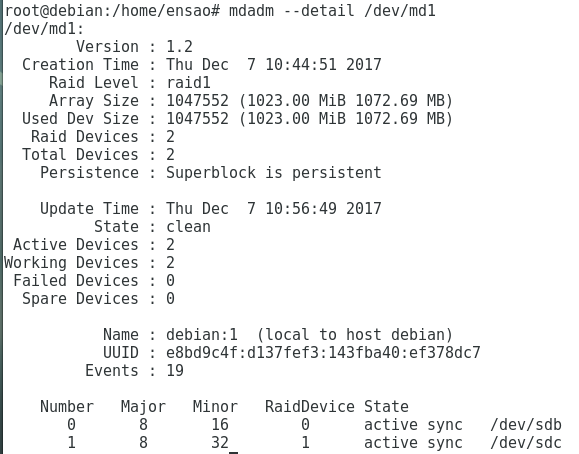 root@debian:/home/ensao# mdadm --detail /dev/md1
/dev/md1:
        Version : 1.2
  Creation Time : Thu Dec  7 10:44:51 2017
     Raid Level : raid1
     Array Size : 1047552 (1023.00 MiB 1072.69 MB)
  Used Dev Size : 1047552 (1023.00 MiB 1072.69 MB)
   Raid Devices : 2
  Total Devices : 2
    Persistence : Superblock is persistent

    Update Time : Thu Dec  7 10:56:49 2017
          State : clean
 Active Devices : 2
Working Devices : 2
 Failed Devices : 0
  Spare Devices : 0

           Name : debian:1  (local to host debian)
           UUID : e8bd9c4f:d137fef3:143fba40:ef378dc7
         Events : 19

    Number   Major   Minor   RaidDevice State
       0       8       16        0      active sync   /dev/sdb
       1       8       32        1      active sync   /dev/sdc